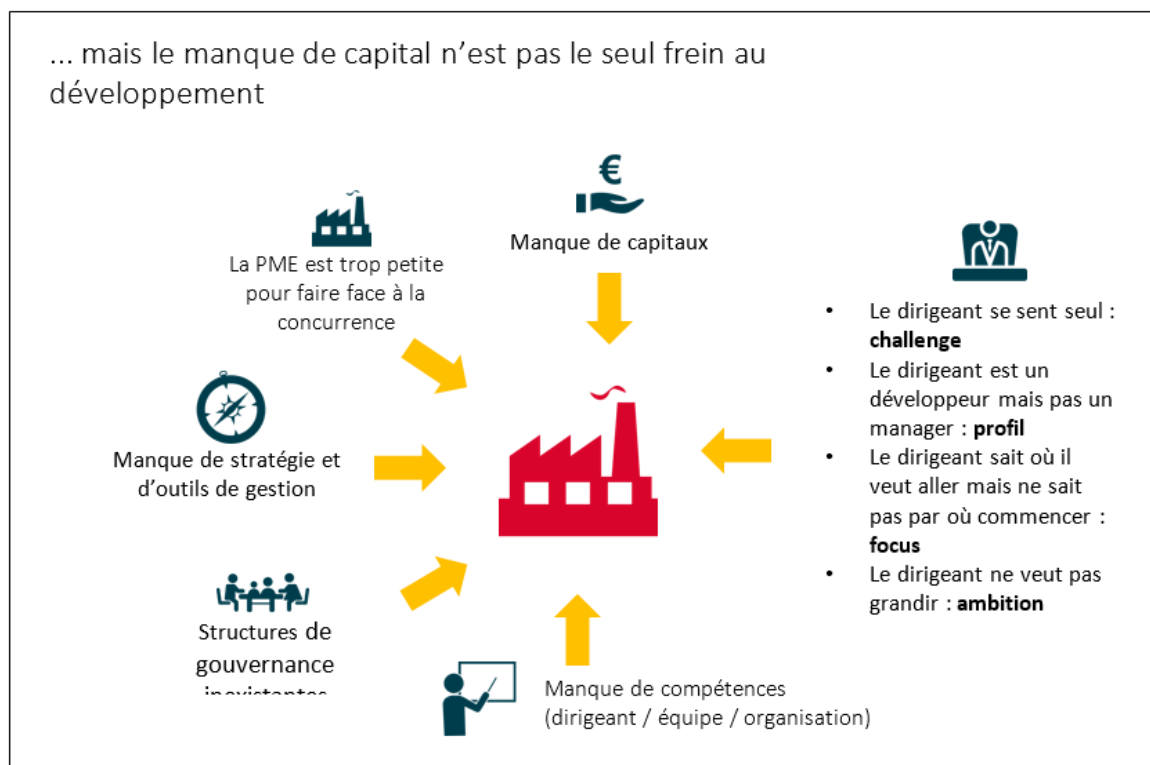 ... mais le manque de capital n'est pas le seul frein au
développement
€
Manque de capitaux
La PME est trop petite
pour faire face à la
concurrence
Manque de stratégie et
d'outils de gestion
Structures de
gouvernance
inexistantes
Manque de compétences
(dirigeant / équipe / organisation)
• Le dirigeant se sent seul :
challenge
• Le dirigeant est un
développeur mais pas un
manager : profil
• Le dirigeant sait où il
veut aller mais ne sait
pas par où commencer :
focus
• Le dirigeant ne veut pas
grandir : ambition